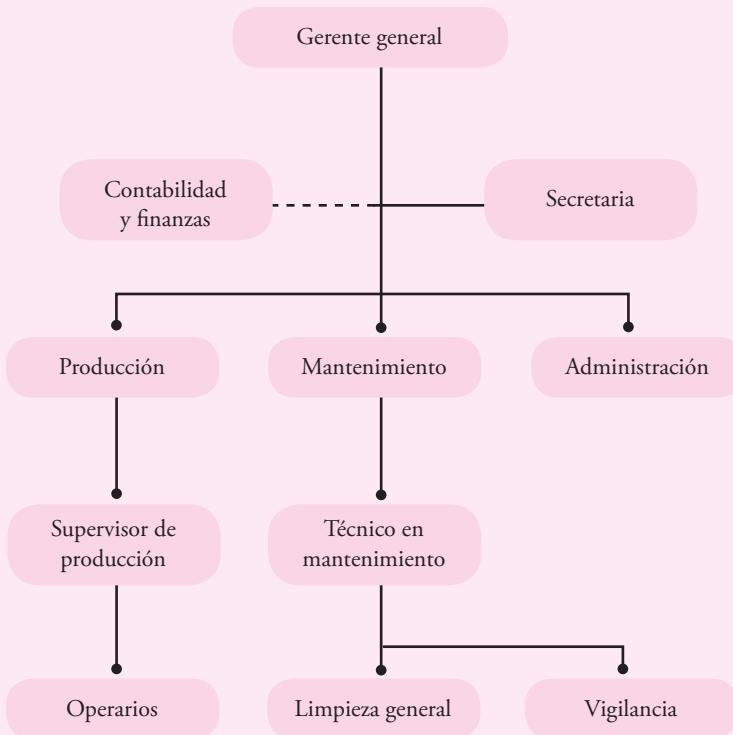 Gerente general
Contabilidad
y finanzas
Secretaria
Producción
Mantenimiento
Administración
Supervisor de
producción
Técnico en
mantenimiento
Operarios
Limpieza general
Vigilancia